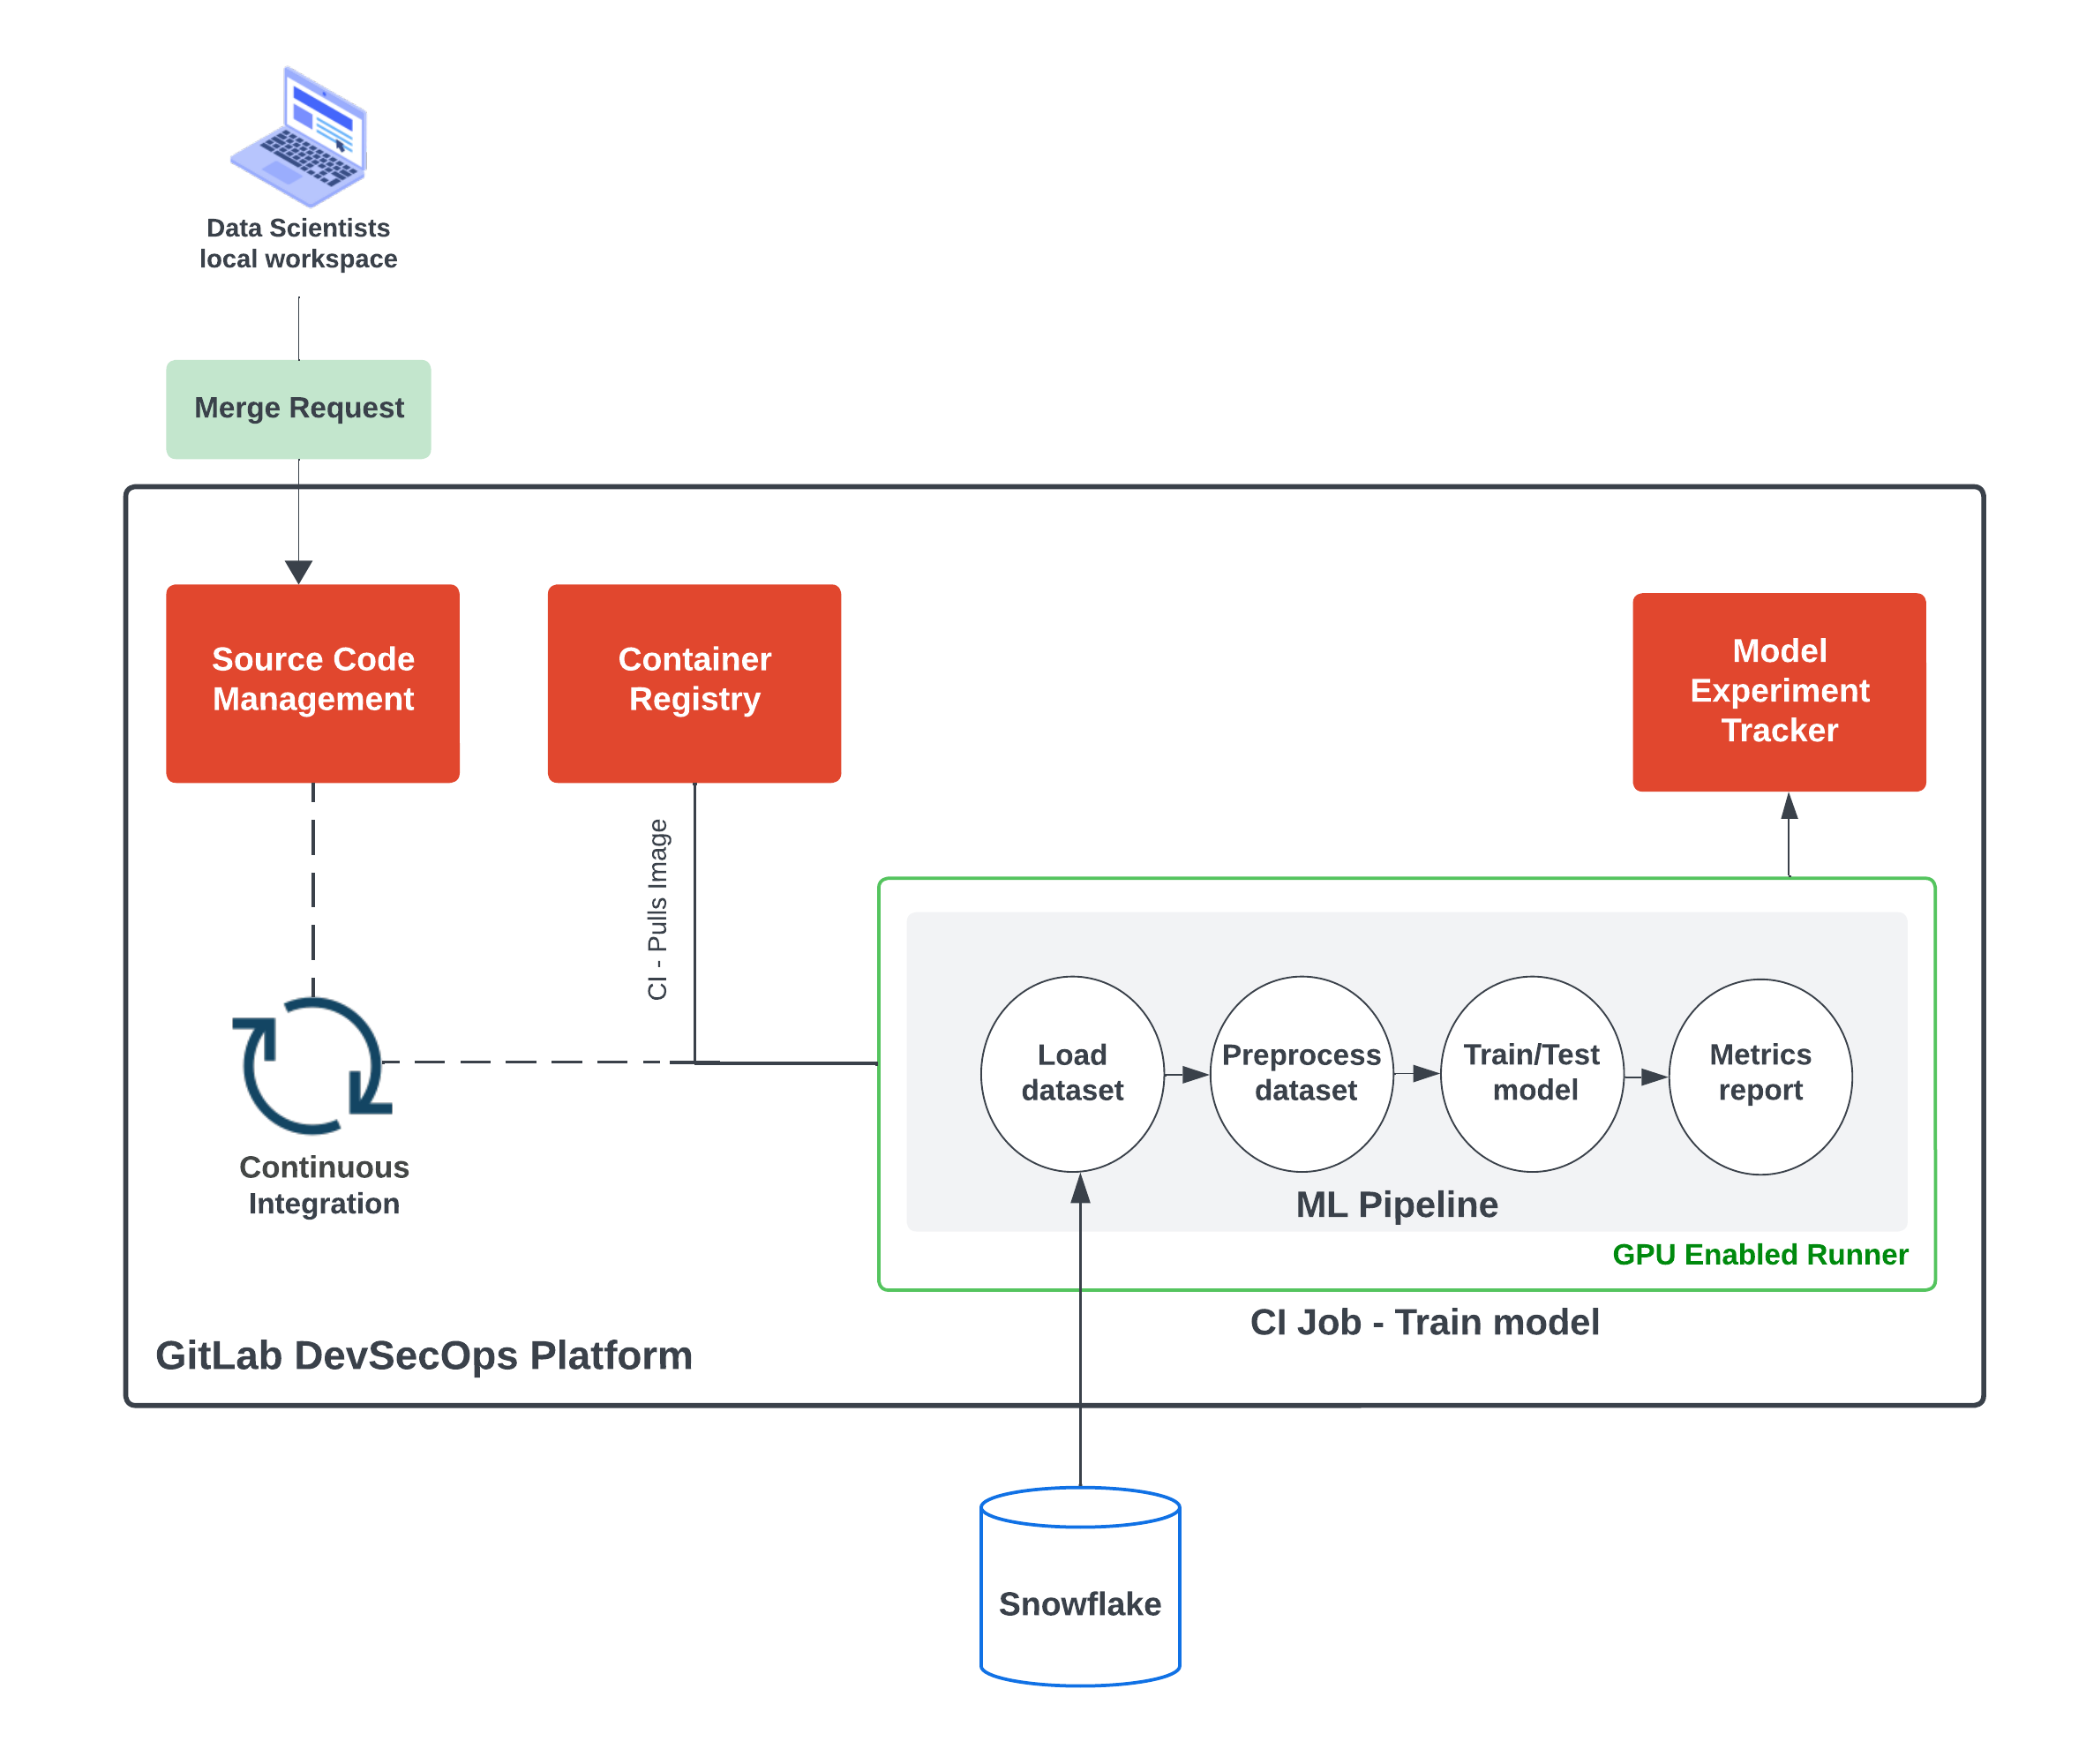 Data Scientists
local workspace
Merge Request
Source Code
Management
Container
Registry
Model
Experiment
Tracker
CI - Pulls Image
Load
dataset
Preprocess
dataset
Train/Test
model
Metrics
report
ML Pipeline
GPU Enabled Runner
Continuous
Integration
CI Job - Train model
GitLab DevSecOps Platform
Snowflake